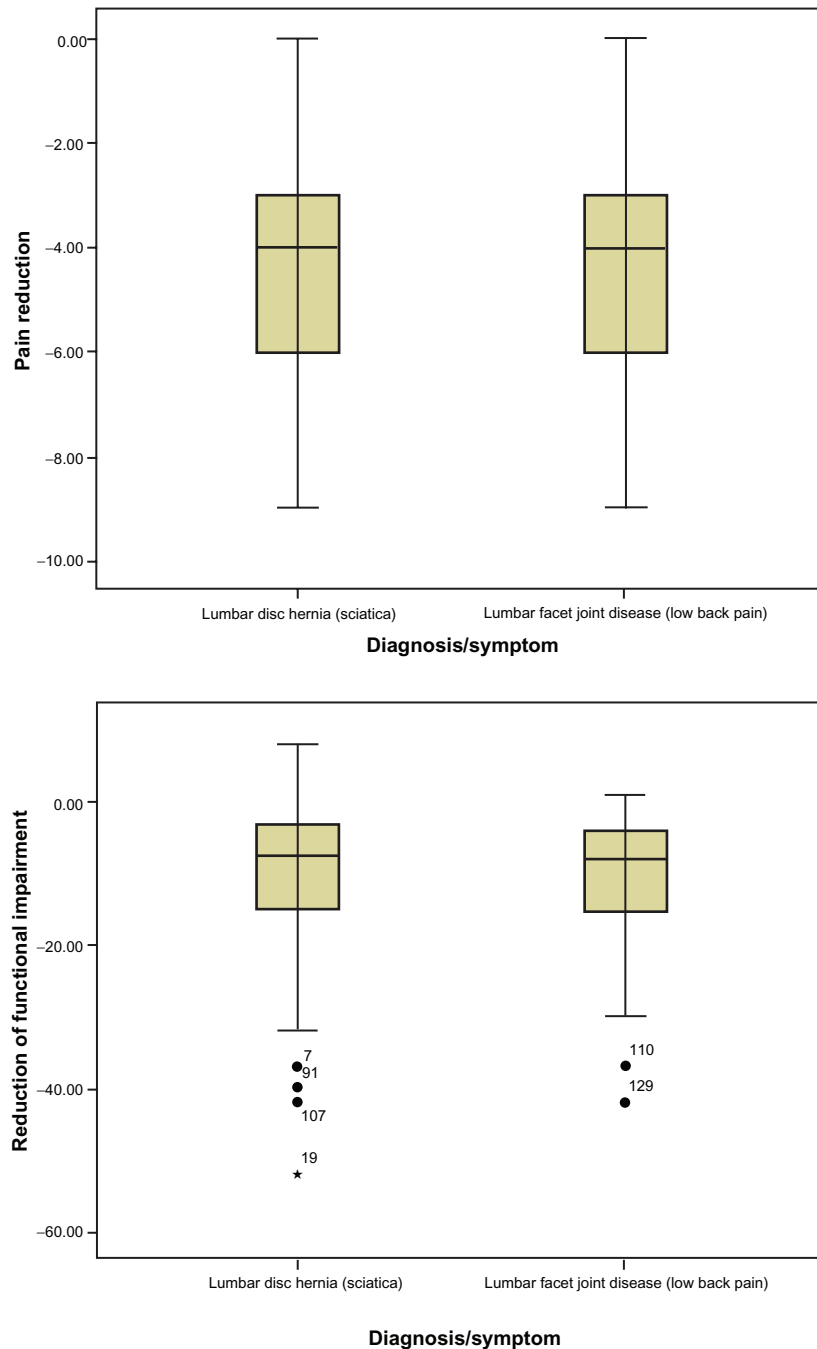 0.00
–2.00
–4.00
–6.00
–8.00
–10.00
Pain reduction
Lumbar disc hernia (sciatica)
Lumbar facet joint disease (low back pain)
Diagnosis/symptom
0.00
–20.00
–40.00
–60.00
Reduction of functional impairment
7
91
107
19
110
129
Lumbar disc hernia (sciatica)
Lumbar facet joint disease (low back pain)
Diagnosis/symptom